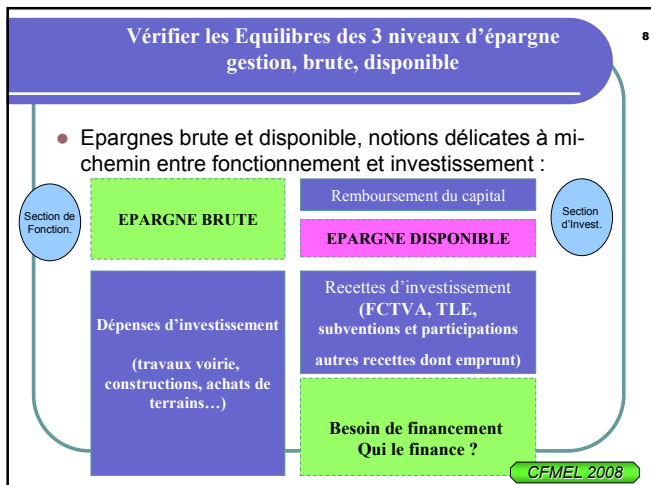 Vérifier les Equilibres des 3 niveaux d'épargne
gestion, brute, disponible
8
Epargnes brute et disponible, notions délicates à mi-
chemin entre fonctionnement et investissement :
Section de
Fonction.
EPARGNE BRUTE
Remboursement du capital
EPARGNE DISPONIBLE
Section
d'Invest.
Dépenses d'investissement
(travaux voirie,
constructions, achats de
terrains…)
Recettes d'investissement
(FCTVA, TLE,
subventions et participations
autres recettes dont emprunt)
Besoin de financement
Qui le finance ?
CFMEL 2008